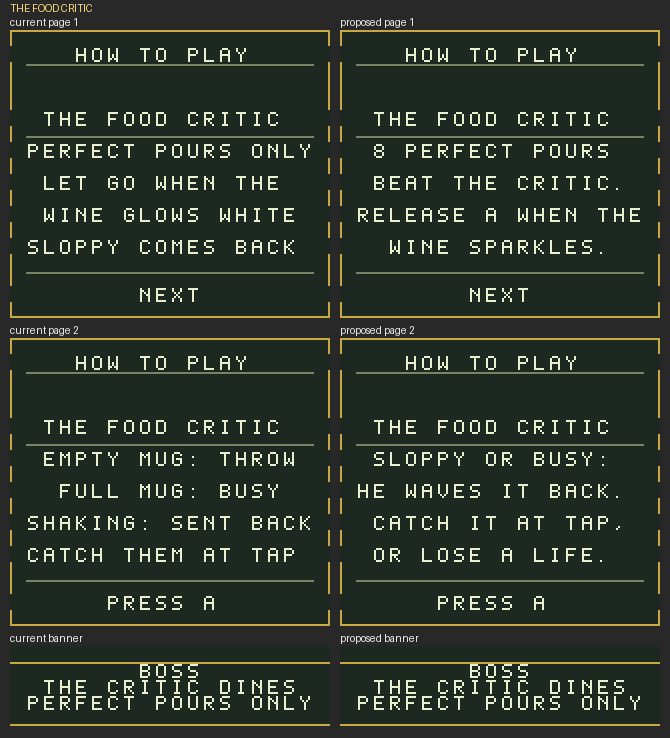 THE FOOD CRITIC
current page 1
HOW TO PLAY
THE FOOD CRITIC
PERFECT POURS ONLY
LET GO WHEN THE
WINE GLOWS WHITE
SLOPPY COMES BACK
NEXT
proposed page 1
HOW TO PLAY
THE FOOD CRITIC
8 PERFECT POURS
BEAT THE CRITIC.
RELEASE A WHEN THE
WINE SPARKLES.
NEXT
current page 2
HOW TO PLAY
THE FOOD CRITIC
EMPTY MUG: THROW
FULL MUG: BUSY
SHAKING: SENT BACK
CATCH THEM AT TAP
PRESS A
proposed page 2
HOW TO PLAY
THE FOOD CRITIC
SLOPPY OR BUSY:
HE WAVES IT BACK.
CATCH IT AT TAP,
OR LOSE A LIFE.
PRESS A
current banner
BOSS
THE CRITIC DINES
PERFECT POURS ONLY
proposed banner
BOSS
THE CRITIC DINES
PERFECT POURS ONLY